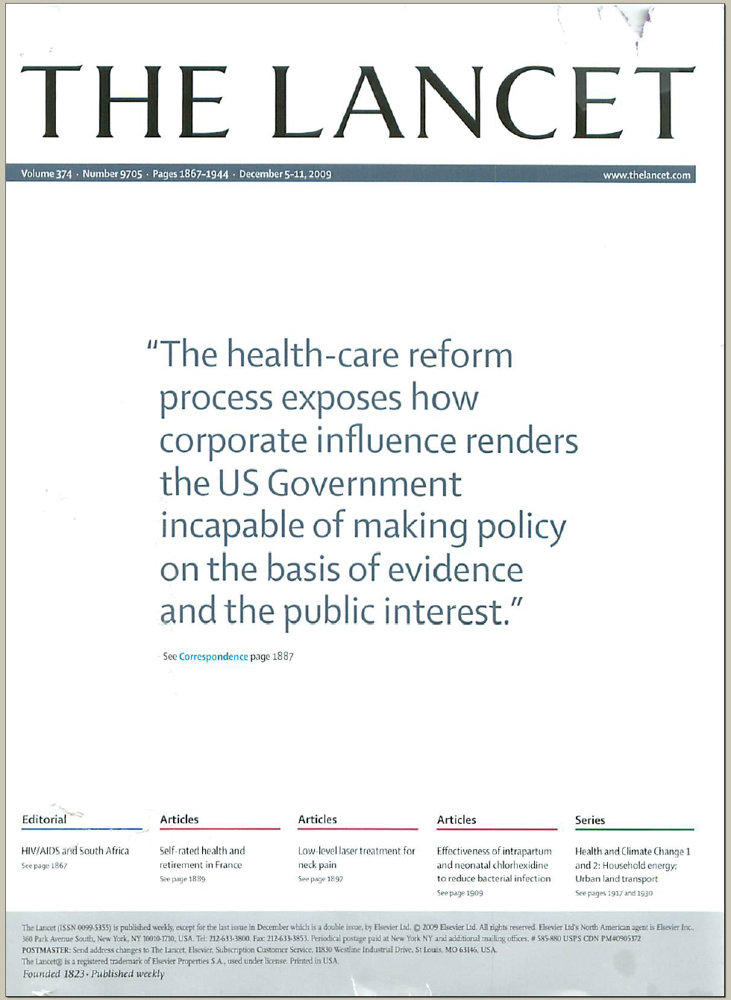 THE LANCET
Volume 374 · Number 9705 · Pages 1867–1944 · December 5–11, 2009
www.thelancet.com
“The health-care reform
process exposes how
corporate influence renders
the US Government
incapable of making policy
on the basis of evidence
and the public interest.”
See Correspondence page 1887
Editorial
HIV/AIDS and South Africa
See page 1867
Articles
Self-rated health and
retirement in France
See page 1889
Articles
Low-level laser treatment for
neck pain
See page 1897
Articles
Effectiveness of intrapartum
and neonatal chlorhexidine
to reduce bacterial infection
See page 1909
Series
Health and Climate Change 1
and 2: Household energy;
Urban land transport
See pages 1917 and 1930
The Lancet (ISSN 0099-5355) is published weekly, except for the last issue in December which is a double issue, by Elsevier Ltd. © 2009 Elsevier Ltd. All rights reserved. Elsevier Ltd's North American agent is Elsevier Inc.,
360 Park Avenue South, New York, NY 10010-1710, USA. Tel: 212-633-3800. Fax: 212-633-3853. Periodical postage paid at New York NY and additional mailing offices. # 585-880 USPS CDN PM#0905372
POSTMASTER: Send address changes to The Lancet, Elsevier, Subscription Customer Service, 11830 Westline Industrial Drive, St Louis, MO 63146, USA.
The Lancet® is a registered trademark of Elsevier Properties S.A., used under license. Printed in USA.
Founded 1823 · Published weekly